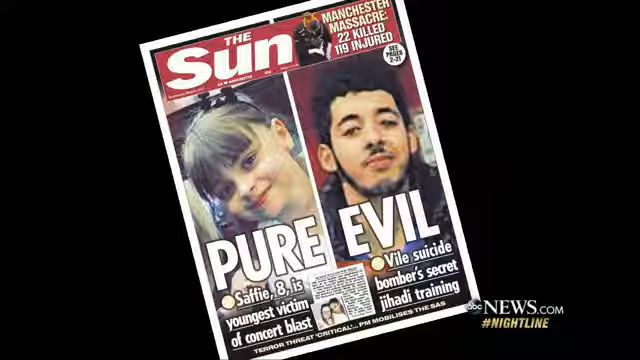 MANCHESTER
MASSACRE:
22 KILLED
119 INJURED
SEE
PAGES
2-21
THE
Sun
PURE EVIL
Saffie, 8, is
youngest victim
of concert blast
Vile suicide
bomber's secret
jihadi training
TERROR THREAT 'CRITICAL'... PM MOBILISES THE SAS
abc NEWS.COM
#NIGHTLINE